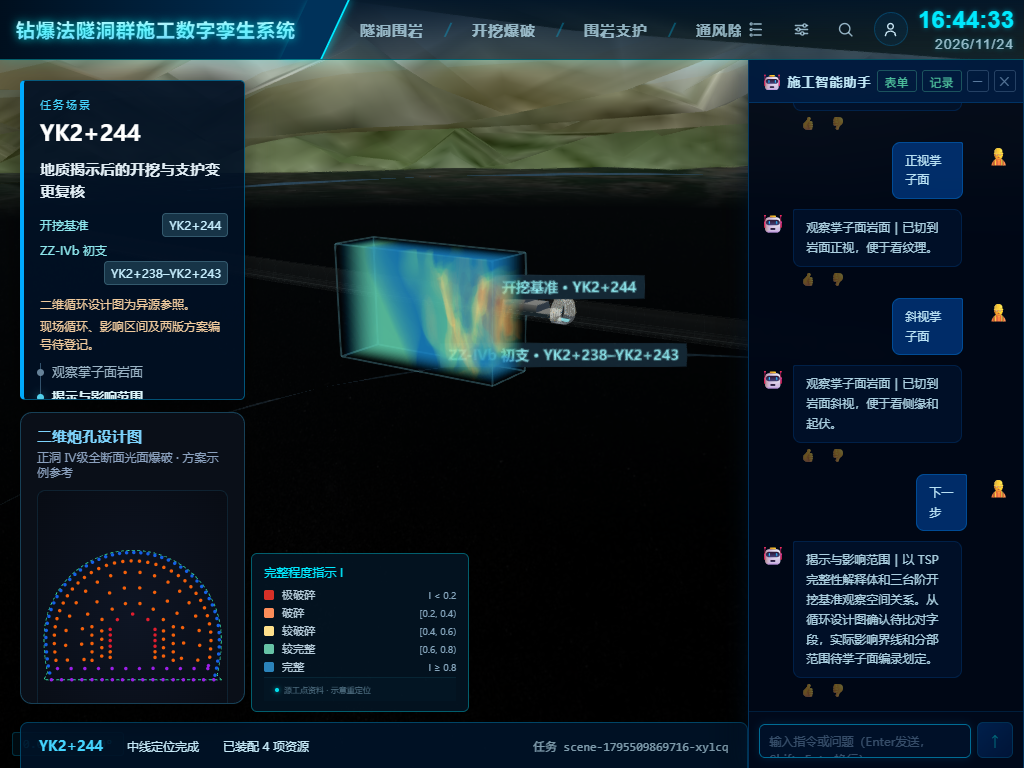 钻爆法隧洞群施工数字孪生系统
隧洞围岩 / 开挖爆破 / 围岩支护 / 通风除
16:44:33
2026/11/24
任务场景
YK2+244
地质揭示后的开挖与支护变
更复核
开挖基准 YK2+244
ZZ-IVb 初支
YK2+238–YK2+243
二维循环设计图为异源参照。
现场循环、影响区间及两版方案编
号待登记。
观察掌子面岩面
揭示与影响范围
二维炮孔设计图
正洞 IV级全断面光面爆破 · 方案示
例参考
开挖基准 • YK2+244
ZZ-IVb 初支 • YK2+238–YK2+243
完整程度指示 I
极破碎 I < 0.2
破碎 [0.2, 0.4)
较破碎 [0.4, 0.6)
较完整 [0.6, 0.8)
完整 I ≥ 0.8
源工点资料 · 示意重定位
YK2+244 中线定位完成 已装配 4 项资源 任务 scene-1795509869716-xylcq
施工智能助手 表单 记录
正视掌
子面
观察掌子面岩面 | 已切到
岩面正视，便于看纹理。
斜视掌
子面
观察掌子面岩面 | 已切到
岩面斜视，便于看侧缘和
起伏。
下一
步
揭示与影响范围 | 以 TSP
完整性解释体和三台阶开
挖基准观察空间关系。从
循环设计图确认待比对字
段，实际影响界线和分部
范围待掌子面编录划定。
输入指令或问题（Enter发送，